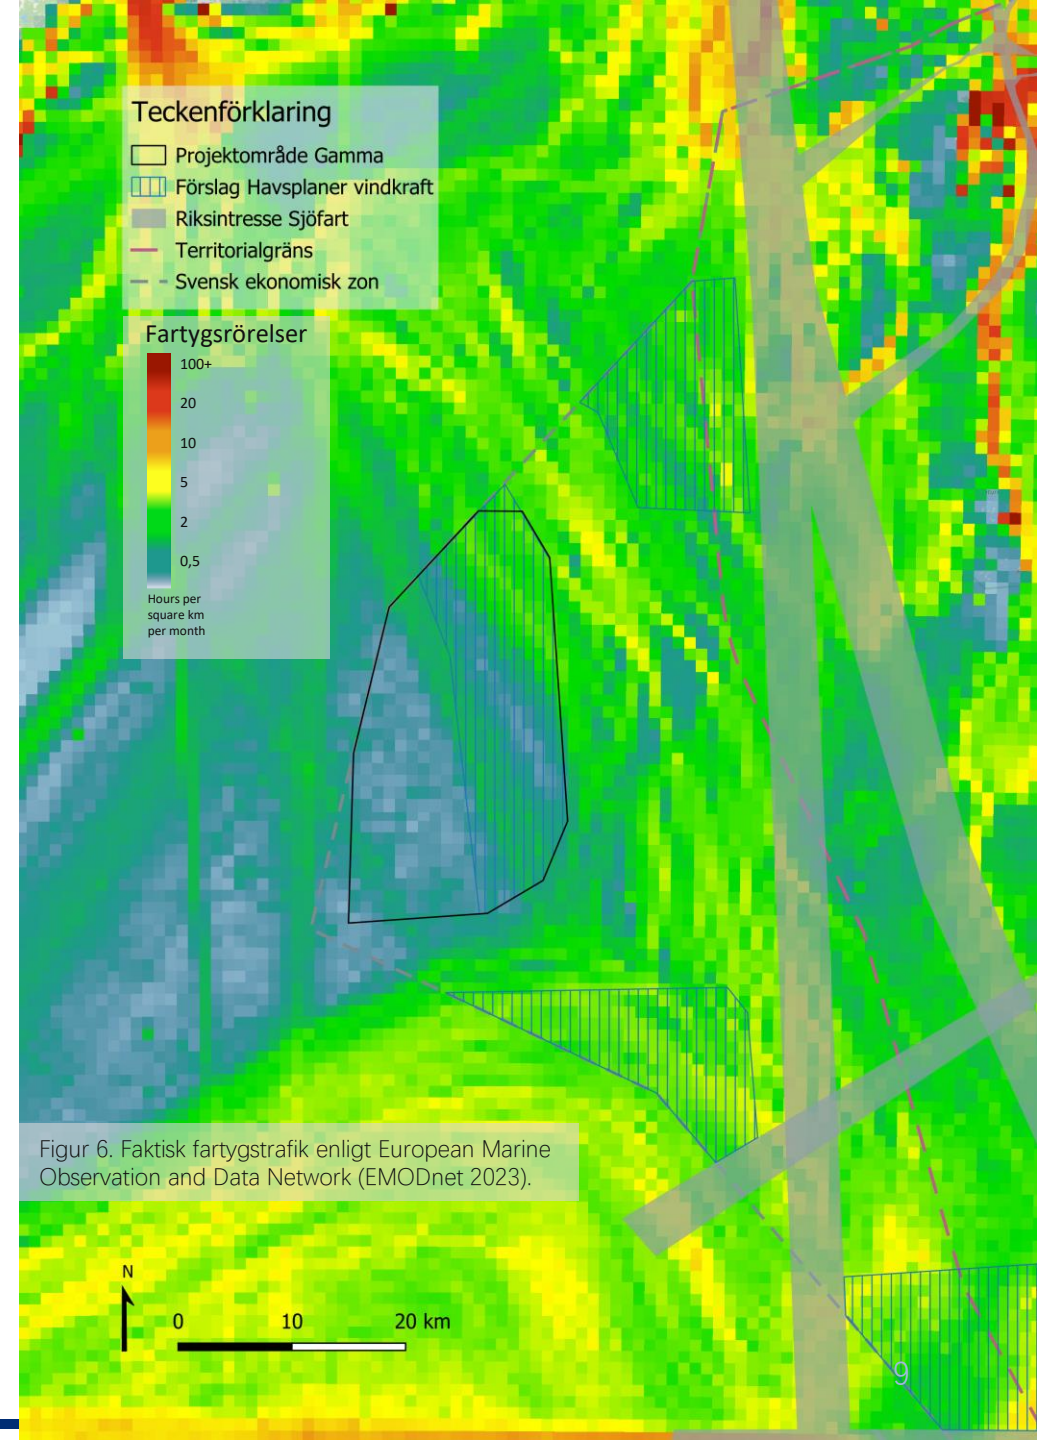 Teckenförklaring
Projektområde Gamma
Förslag Havsplaner vindkraft
Riksintresse Sjöfart
Territorialgräns
Svensk ekonomisk zon
Fartygsrörelser
100+
20
10
5
2
0,5
Hours per
square km
per month
Figur 6. Faktisk fartygstrafik enligt European Marine
Observation and Data Network (EMODnet 2023).
N
0 10 20 km
9